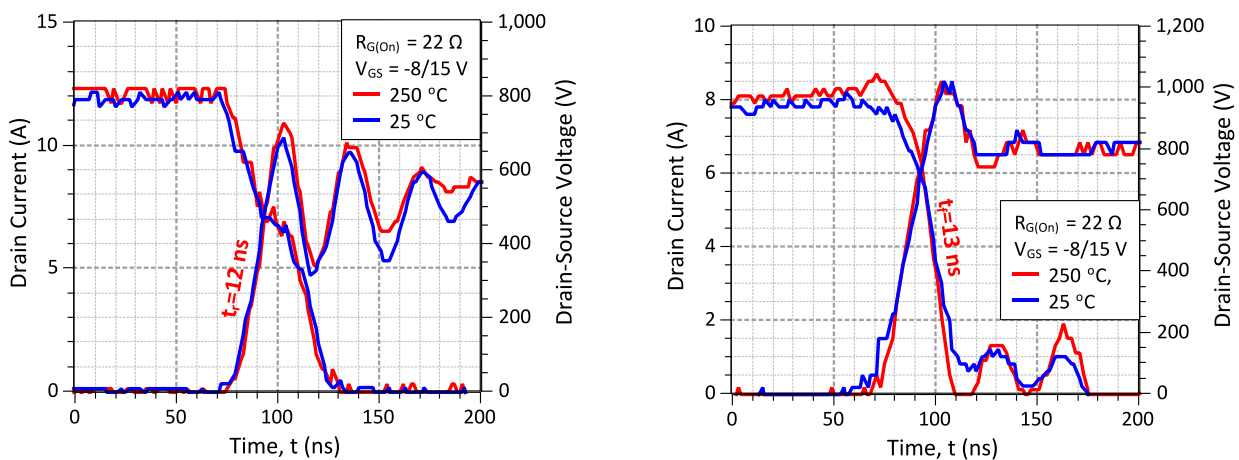 15
10
5
0
Drain Current (A)
1,000
800
600
400
200
0
Drain-Source Voltage (V)
R_G(On) = 22 Ω
V_GS = -8/15 V
250 °C
25 °C
t_r=12 ns
0 50 100 150 200
Time, t (ns)
10
8
6
4
2
0
Drain Current (A)
1,200
1,000
800
600
400
200
0
Drain-Source Voltage (V)
t_f=13 ns
R_G(On) = 22 Ω
V_GS = -8/15 V
250 °C,
25 °C
0 50 100 150 200
Time, t (ns)